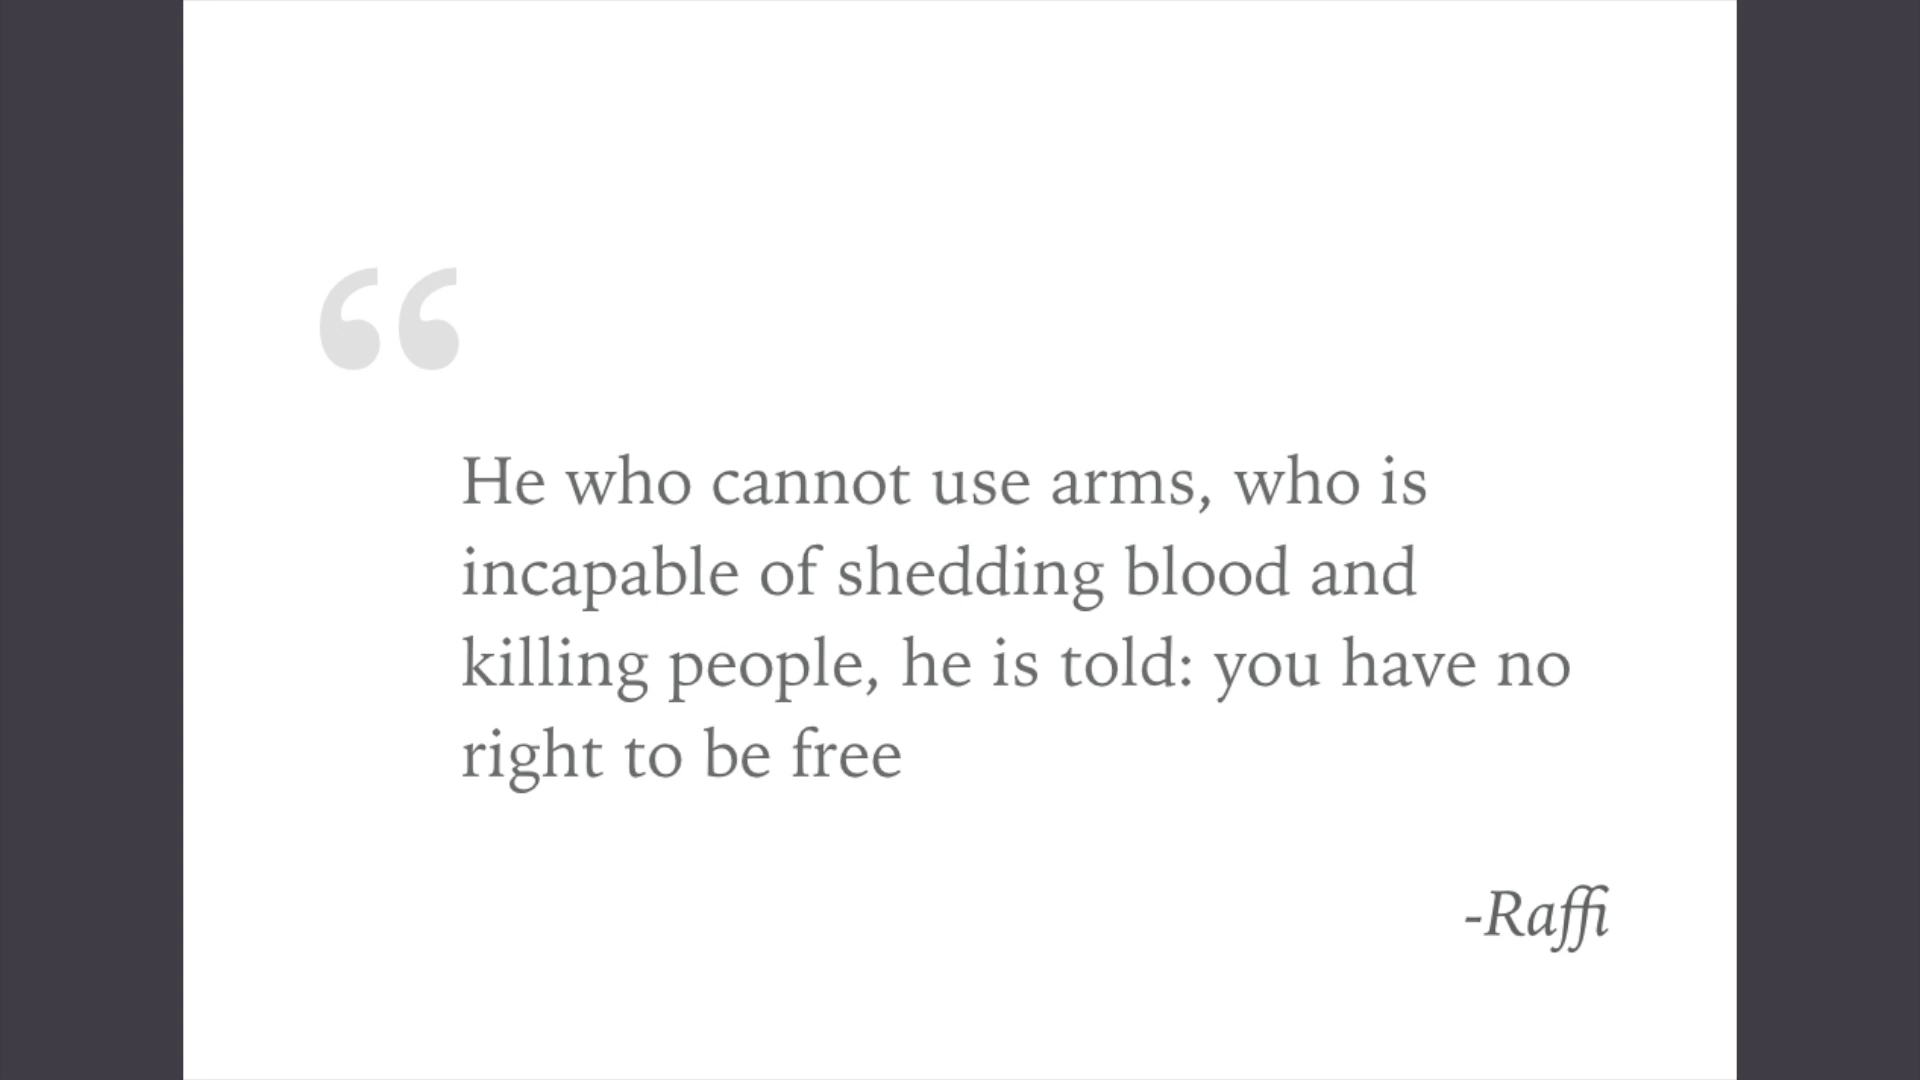 “
He who cannot use arms, who is
incapable of shedding blood and
killing people, he is told: you have no
right to be free
-Raffi